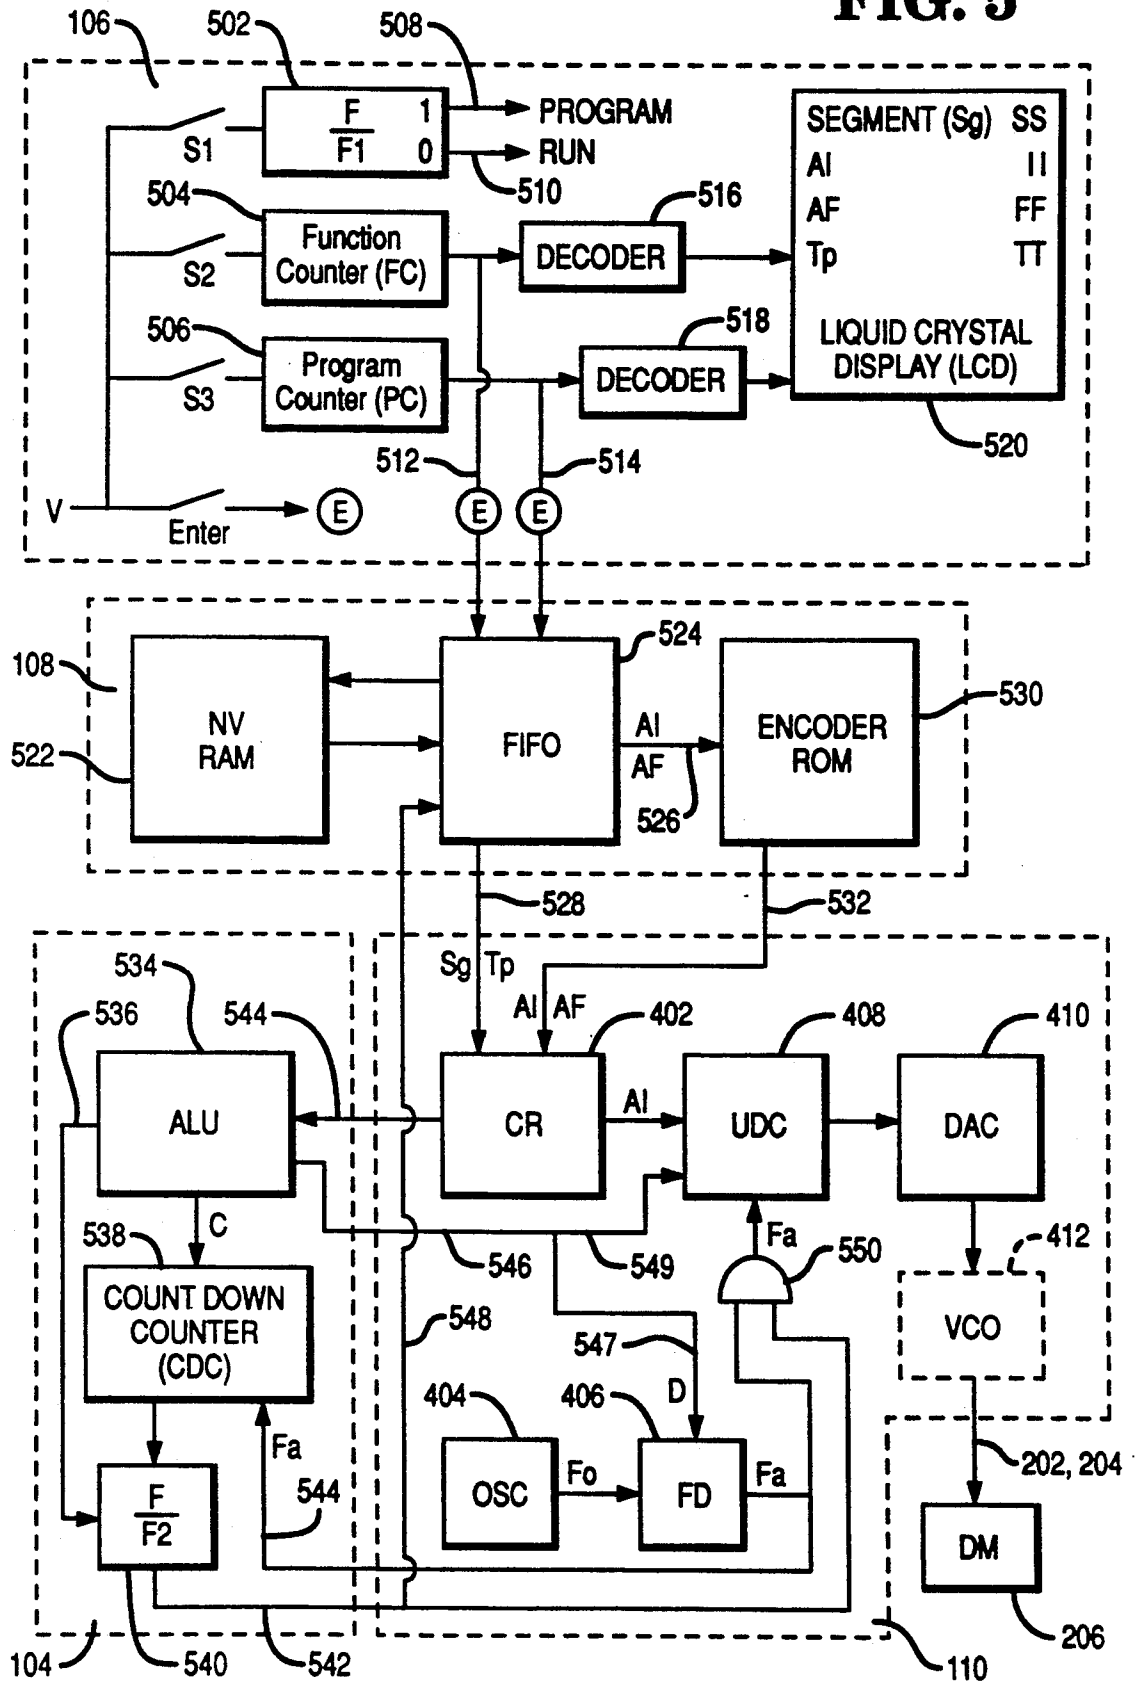 FIG. 5
106
502
508
F
F1
1
0
PROGRAM
RUN
510
S1
504
Function
Counter (FC)
S2
516
DECODER
506
Program
Counter (PC)
S3
518
DECODER
SEGMENT (Sg) SS
AI II
AF FF
Tp TT
LIQUID CRYSTAL
DISPLAY (LCD)
520
512
514
V
Enter
E
E
E
108
522
NV
RAM
524
FIFO
AI
AF
526
ENCODER
ROM
530
528
532
Sg Tp
AI AF
534
536
544
ALU
402
CR
AI
408
UDC
410
DAC
C
538
COUNT DOWN
COUNTER
(CDC)
546
549
Fa
550
412
VCO
548
547
D
404
OSC
Fo
406
FD
Fa
Fa
544
F
F2
202, 204
DM
206
104
540
542
110